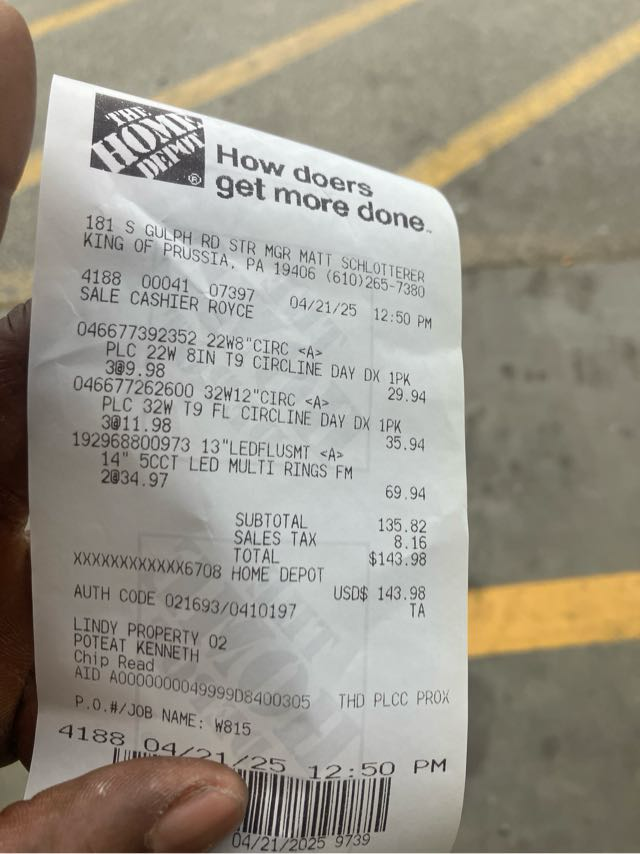 THE
HOME
DEPOT
®
How doers
get more done.™
181 S GULPH RD STR MGR MATT SCHLOTTERER
KING OF PRUSSIA, PA 19406 (610)265-7380
4188 00041 07397 04/21/25 12:50 PM
SALE CASHIER ROYCE
046677392352 22W8"CIRC <A>
PLC 22W 8IN T9 CIRCLINE DAY DX 1PK
3@9.98 29.94
046677262600 32W12"CIRC <A>
PLC 32W T9 FL CIRCLINE DAY DX 1PK
3@11.98 35.94
192968800973 13"LEDFLUSMT <A>
14" 5CCT LED MULTI RINGS FM
2@34.97 69.94
SUBTOTAL 135.82
SALES TAX 8.16
TOTAL $143.98
XXXXXXXXXXXX6708 HOME DEPOT
USD$ 143.98
AUTH CODE 021693/0410197 TA
LINDY PROPERTY 02
POTEAT KENNETH
Chip Read
AID A0000000049999D8400305 THD PLCC PROX
P.O.#/JOB NAME: W815
4188 04/21/25 12:50 PM
04/21/2025 9739